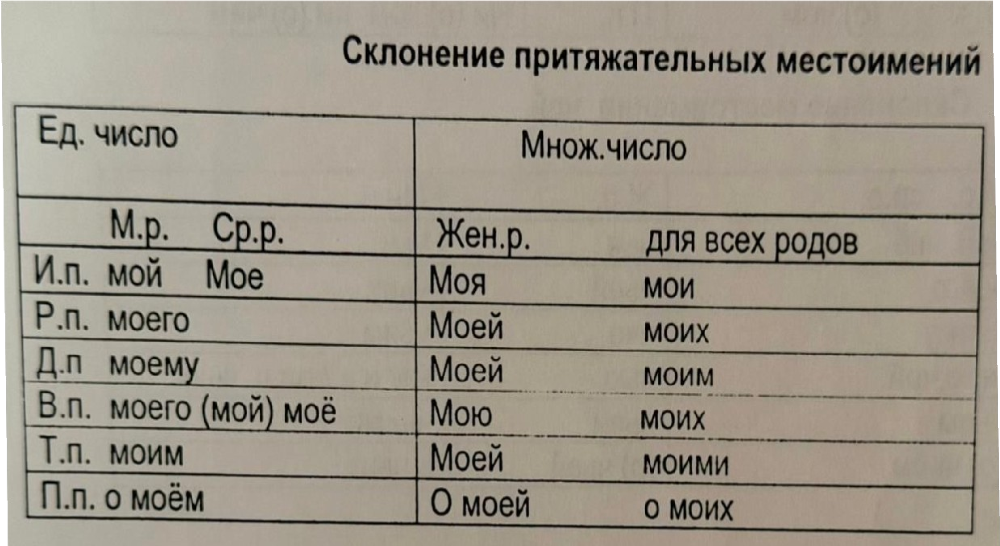 Склонение притяжательных местоимений
Ед. число Множ.число
М.р. Ср.р. Жен.р. для всех родов
И.п. мой Мое Моя мои
Р.п. моего Моей моих
Д.п моему Моей моим
В.п. моего (мой) моё Мою моих
Т.п. моим Моей моими
П.п. о моём О моей о моих